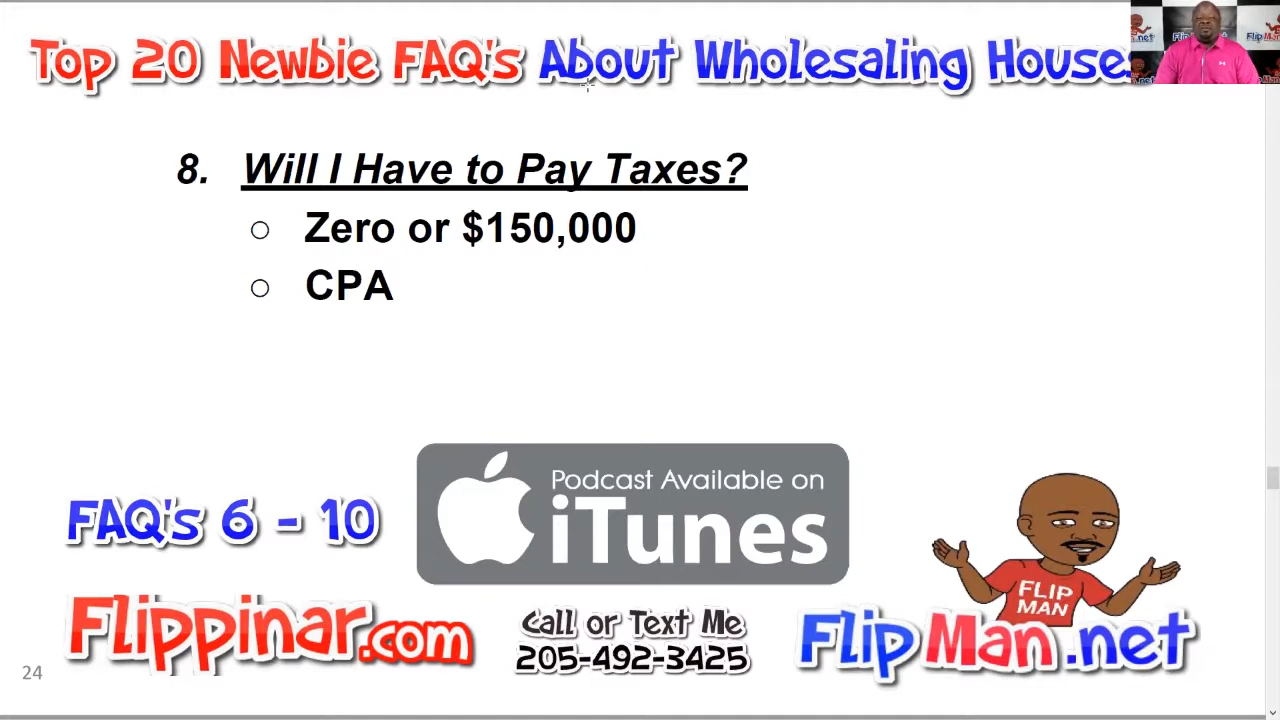 Top 20 Newbie FAQ's About Wholesaling House
8. Will I Have to Pay Taxes?
○ Zero or $150,000
○ CPA
Podcast Available on
iTunes
FAQ's 6 - 10
FLIP
MAN
Flippinar.com
Call or Text Me
205-492-3425
FlipMan.net
24